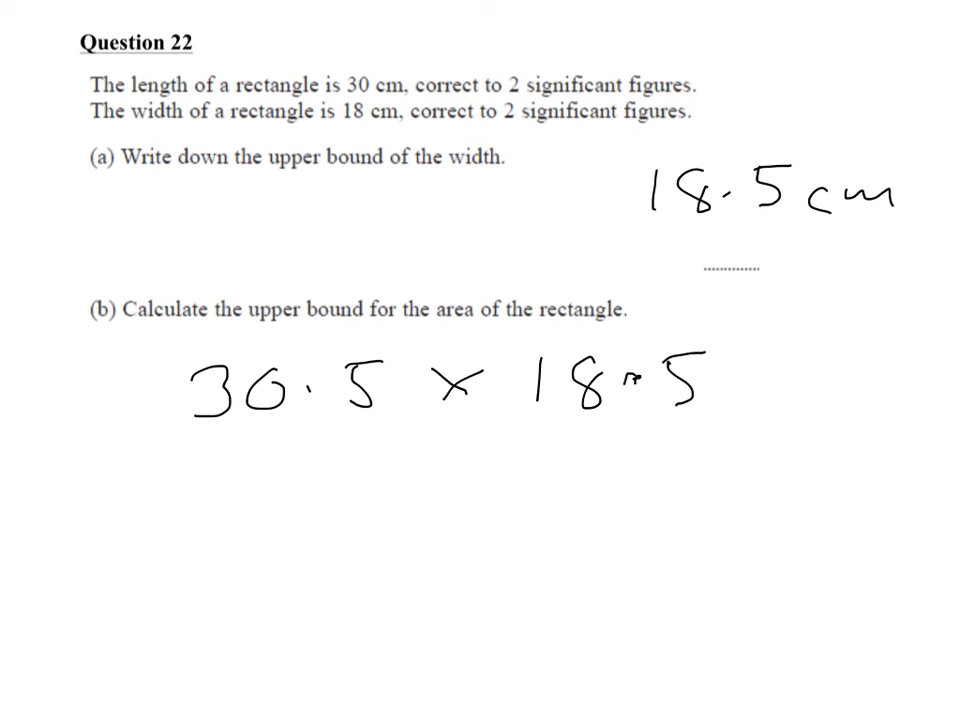 Question 22
The length of a rectangle is 30 cm, correct to 2 significant figures.
The width of a rectangle is 18 cm, correct to 2 significant figures.
(a) Write down the upper bound of the width.
18.5 cm
...............
(b) Calculate the upper bound for the area of the rectangle.
30.5 × 18.5